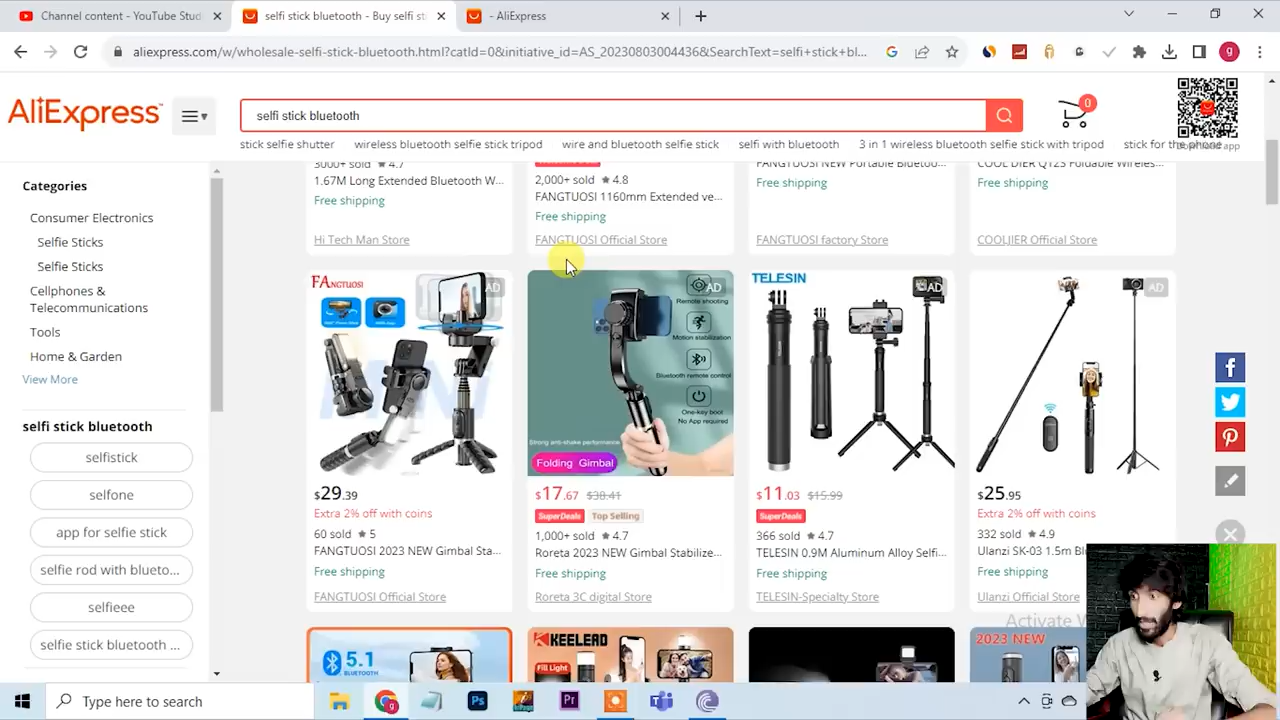 Channel content - YouTube Stud
selfi stick bluetooth - Buy selfi st
- AliExpress
aliexpress.com/w/wholesale-selfi-stick-bluetooth.html?catId=0&initiative_id=AS_20230803004436&SearchText=selfi+stick+bl...
g
AliExpress
selfi stick bluetooth
0
stick selfie shutter
wireless bluetooth selfie stick tripod
wire and bluetooth selfie stick
selfi with bluetooth
3 in 1 wireless bluetooth selfie stick with tripod
stick for the phone
Download app
Categories
Consumer Electronics
Selfie Sticks
Selfie Sticks
Cellphones &
Telecommunications
Tools
Home & Garden
View More
selfi stick bluetooth
selfistick
selfone
app for selfie stick
selfie rod with blueto...
selfieee
selfie stick bluetooth ...
3000+ sold ★ 4.7
1.67M Long Extended Bluetooth W...
Free shipping
Hi Tech Man Store
2,000+ sold ★ 4.8
FANGTUOSI 1160mm Extended ve...
Free shipping
FANGTUOSI Official Store
FANGTUOSI NEW Portable Bluetoo...
Free shipping
FANGTUOSI factory Store
COOLJIER Q12S Foldable Wireles...
Free shipping
COOLJIER Official Store
FANGTUOSI
AD
$29.39
Extra 2% off with coins
60 sold ★ 5
FANGTUOSI 2023 NEW Gimbal Sta...
Free shipping
FANGTUOSI Official Store
AD
Remote shooting
Motion stabilization
Bluetooth remote control
One-key boot
No App required
Strong anti-shake performance
Folding Gimbal
$17.67 $38.41
SuperDeals Top Selling
1,000+ sold ★ 4.7
Roreta 2023 NEW Gimbal Stabilize...
Free shipping
Roreta 3C digital Store
TELESIN
AD
$11.03 $15.99
SuperDeals
366 sold ★ 4.7
TELESIN 0.9M Aluminum Alloy Selfi...
Free shipping
TELESIN-Specialty Store
AD
$25.95
Extra 2% off with coins
332 sold ★ 4.9
Ulanzi SK-03 1.5m Bl
Free shipping
Ulanzi Official Store
Activate W
5.1
KEELEAD
Fill Light
2023 NEW
Type here to search